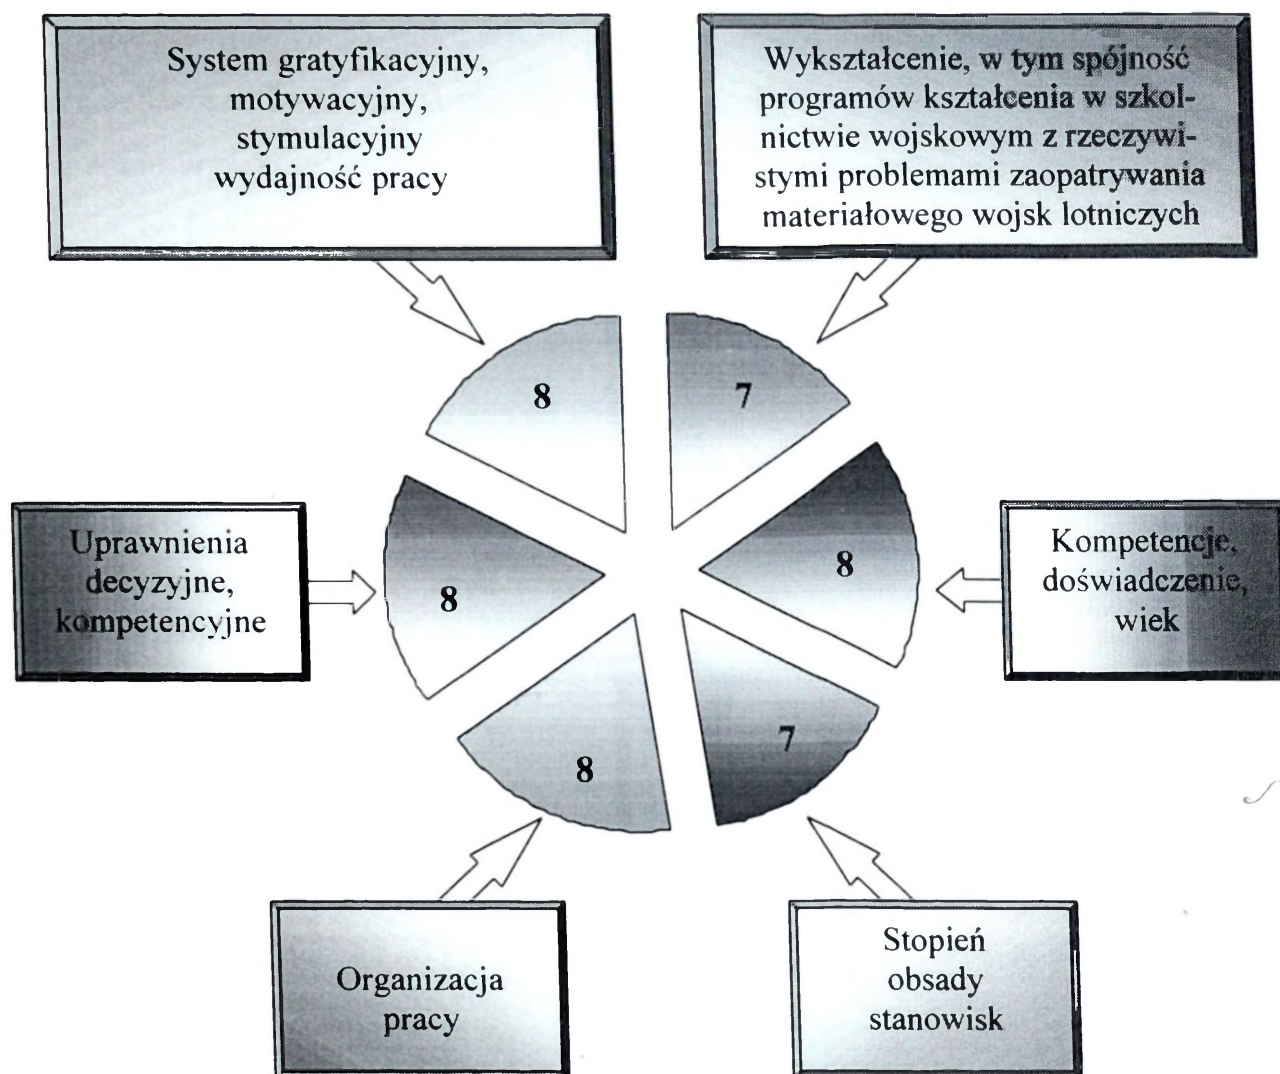 System gratyfikacyjny,
motywacyjny,
stymulacyjny
wydajność pracy
Wykształcenie, w tym spójność
programów kształcenia w szkol-
nictwie wojskowym z rzeczywi-
stymi problemami zaopatrywania
materiałowego wojsk lotniczych
8
7
Uprawnienia
decyzyjne,
kompetencyjne
8
8
Kompetencje,
doświadczenie,
wiek
8
7
Organizacja
pracy
Stopień
obsady
stanowisk